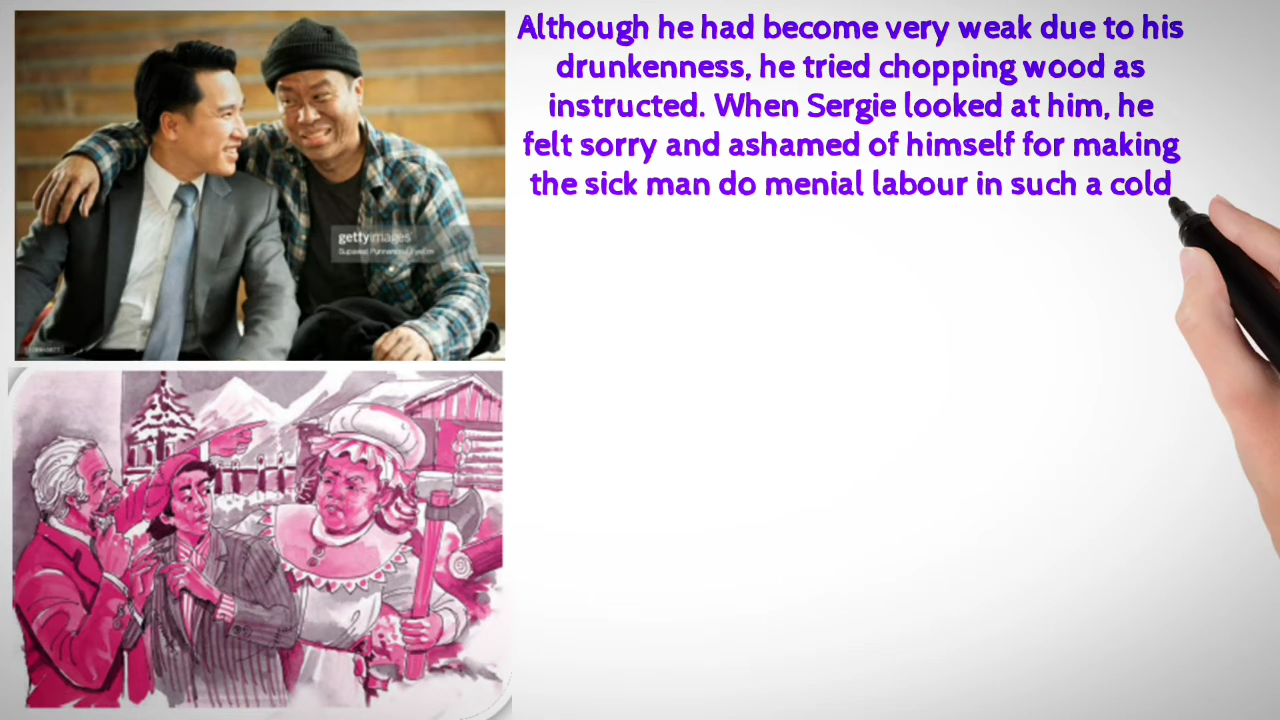 Although he had become very weak due to his
drunkenness, he tried chopping wood as
instructed. When Sergie looked at him, he
felt sorry and ashamed of himself for making
the sick man do menial labour in such a cold
gettyimages